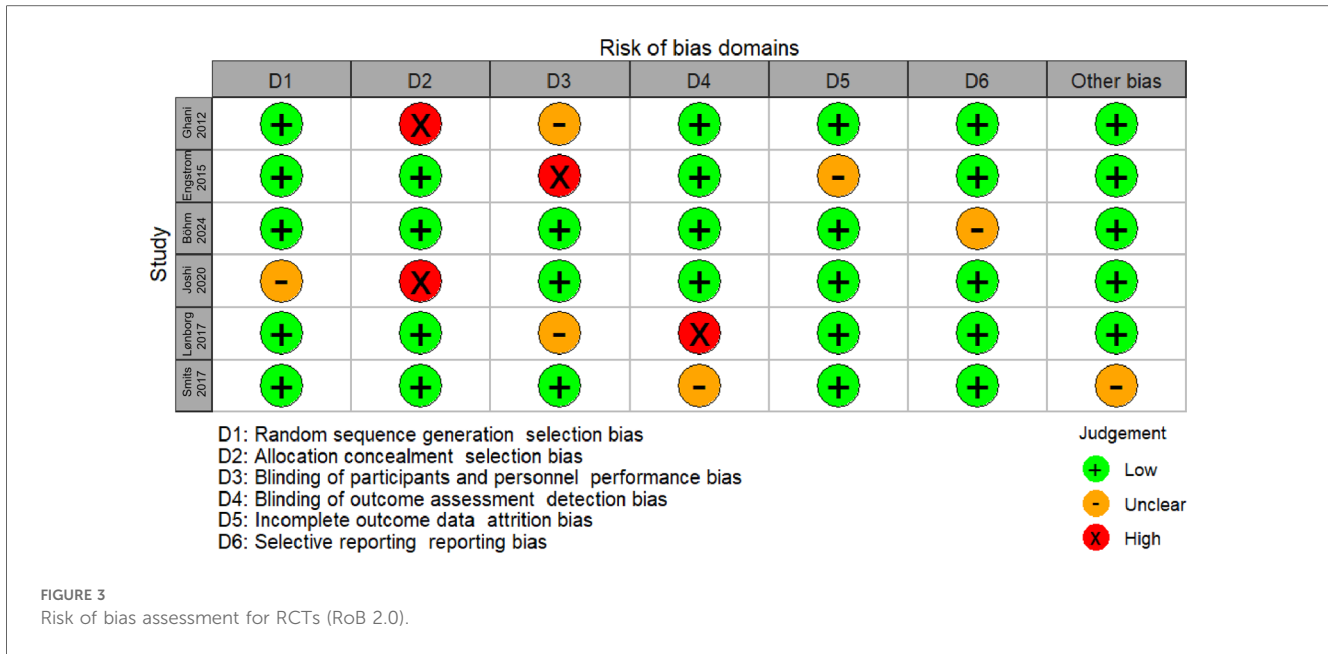 Risk of bias domains
D1 D2 D3 D4 D5 D6 Other bias
Study
Ghani 2012 + X - + + + +
Engstrom 2015 + + X + - + +
Böhm 2024 + + + + + - +
Joshi 2020 - X + + + + +
Lønborg 2017 + + - X + + +
Smits 2017 + + + - + + -
D1: Random sequence generation selection bias
D2: Allocation concealment selection bias
D3: Blinding of participants and personnel performance bias
D4: Blinding of outcome assessment detection bias
D5: Incomplete outcome data attrition bias
D6: Selective reporting reporting bias
Judgement
+ Low
- Unclear
X High
FIGURE 3
Risk of bias assessment for RCTs (RoB 2.0).